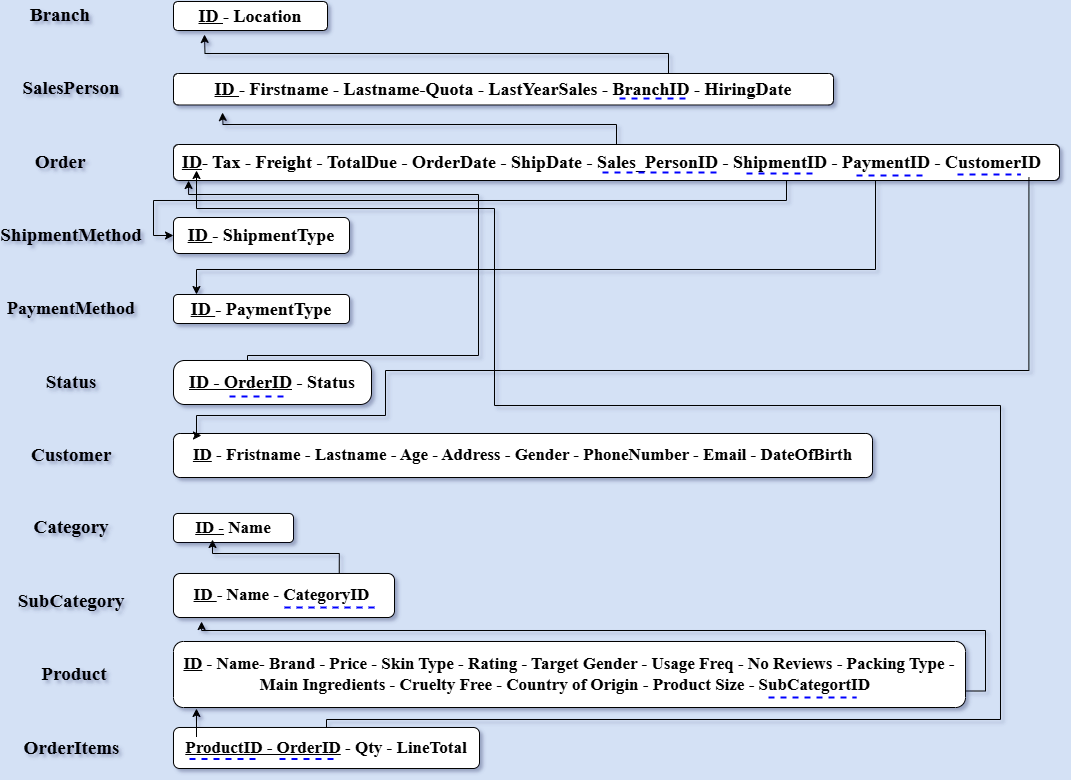 Branch
ID - Location
SalesPerson
ID - Firstname - Lastname-Quota - LastYearSales - BranchID - HiringDate
Order
ID- Tax - Freight - TotalDue - OrderDate - ShipDate - Sales_PersonID - ShipmentID - PaymentID - CustomerID
ShipmentMethod
ID - ShipmentType
PaymentMethod
ID - PaymentType
Status
ID - OrderID - Status
Customer
ID - Fristname - Lastname - Age - Address - Gender - PhoneNumber - Email - DateOfBirth
Category
ID - Name
SubCategory
ID - Name - CategoryID
Product
ID - Name- Brand - Price - Skin Type - Rating - Target Gender - Usage Freq - No Reviews - Packing Type -
Main Ingredients - Cruelty Free - Country of Origin - Product Size - SubCategortID
OrderItems
ProductID - OrderID - Qty - LineTotal